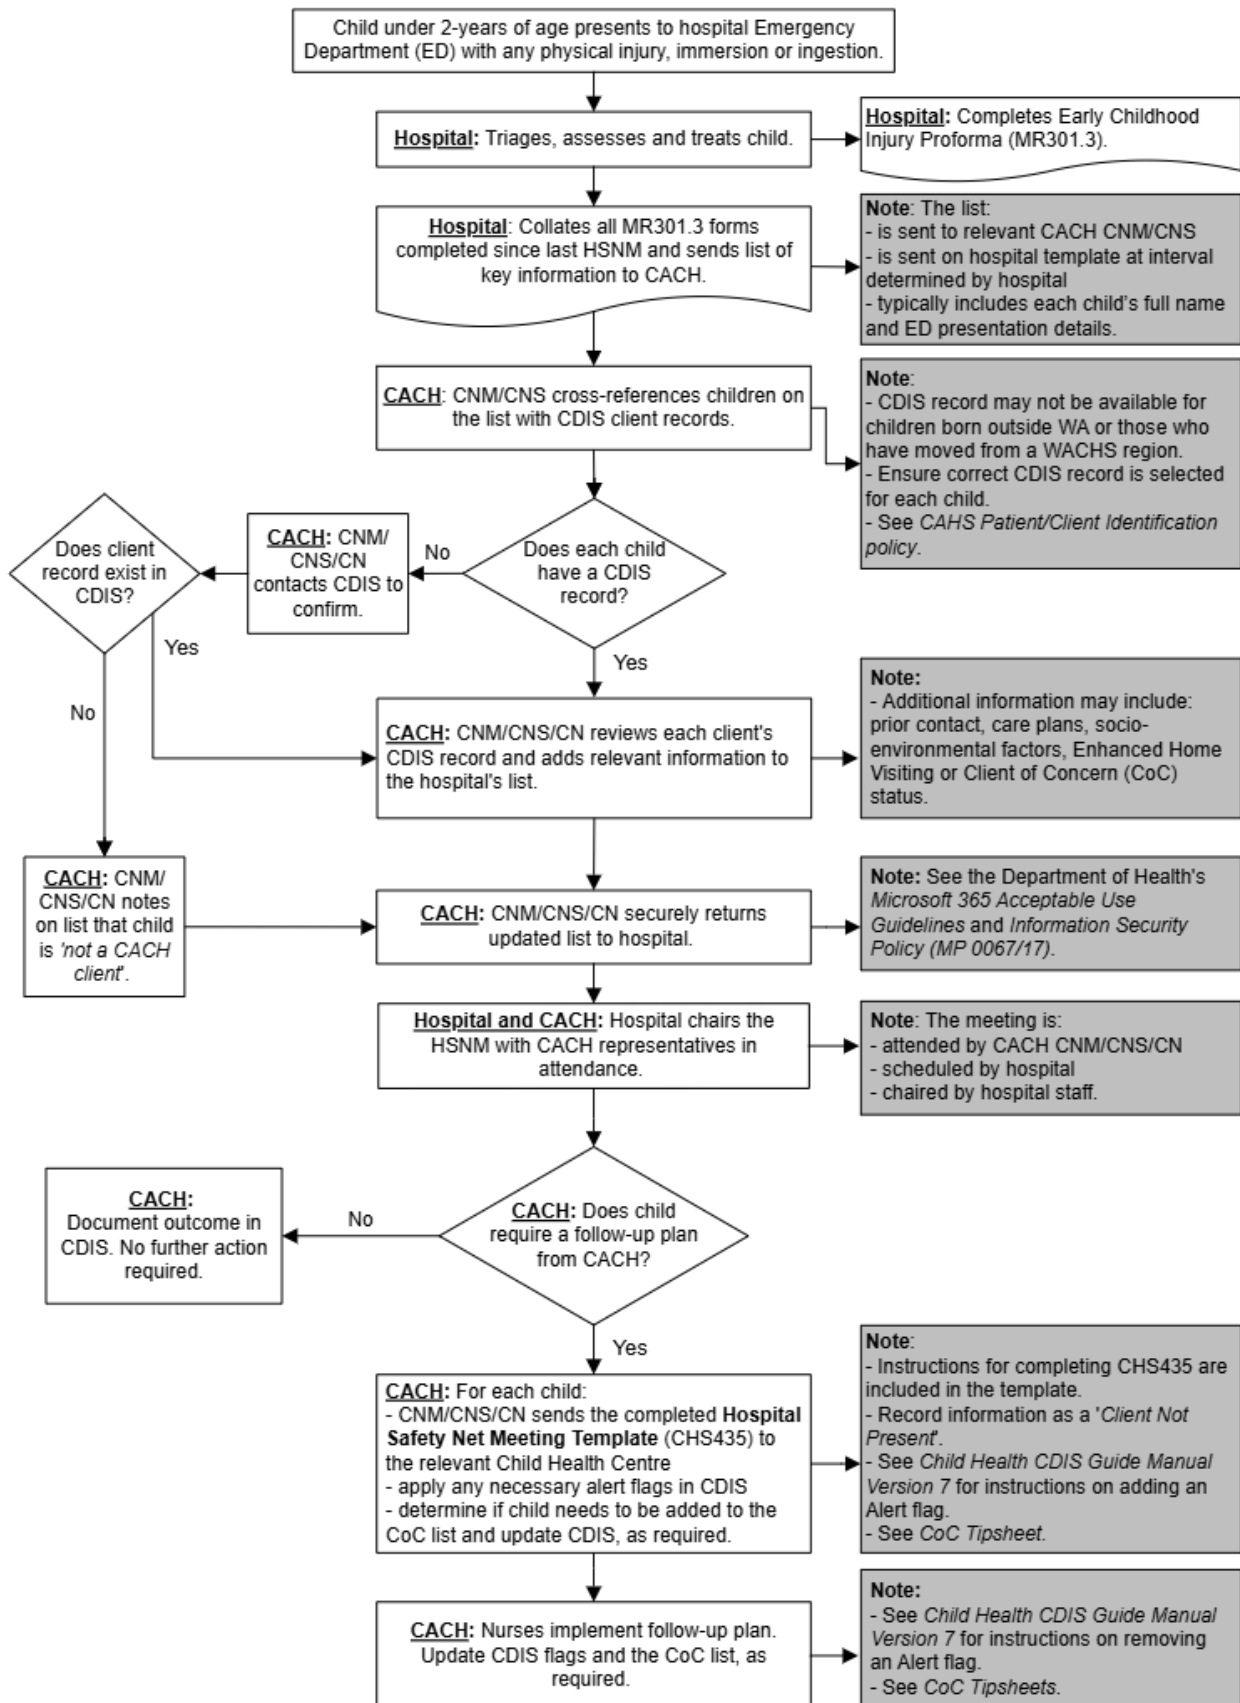 Child under 2-years of age presents to hospital Emergency
Department (ED) with any physical injury, immersion or ingestion.
Hospital: Triages, assesses and treats child.
Hospital: Completes Early Childhood
Injury Proforma (MR301.3).
Hospital: Collates all MR301.3 forms
completed since last HSNM and sends list of
key information to CACH.
Note: The list:
- is sent to relevant CACH CNM/CNS
- is sent on hospital template at interval
determined by hospital
- typically includes each child's full name
and ED presentation details.
CACH: CNM/CNS cross-references children on
the list with CDIS client records.
Note:
- CDIS record may not be available for
children born outside WA or those who
have moved from a WACHS region.
- Ensure correct CDIS record is selected
for each child.
- See CAHS Patient/Client Identification
policy.
Does each child
have a CDIS
record?
No
CACH: CNM/
CNS/CN
contacts CDIS to
confirm.
Does client
record exist in
CDIS?
Yes
Yes
No
CACH: CNM/CNS/CN reviews each client's
CDIS record and adds relevant information to
the hospital's list.
Note:
- Additional information may include:
prior contact, care plans, socio-
environmental factors, Enhanced Home
Visiting or Client of Concern (CoC)
status.
CACH: CNM/
CNS/CN notes
on list that child
is 'not a CACH
client'.
CACH: CNM/CNS/CN securely returns
updated list to hospital.
Note: See the Department of Health's
Microsoft 365 Acceptable Use
Guidelines and Information Security
Policy (MP 0067/17).
Hospital and CACH: Hospital chairs the
HSNM with CACH representatives in
attendance.
Note: The meeting is:
- attended by CACH CNM/CNS/CN
- scheduled by hospital
- chaired by hospital staff.
CACH: Does child
require a follow-up plan
from CACH?
No
CACH:
Document outcome in
CDIS. No further action
required.
Yes
CACH: For each child:
- CNM/CNS/CN sends the completed Hospital
Safety Net Meeting Template (CHS435) to
the relevant Child Health Centre
- apply any necessary alert flags in CDIS
- determine if child needs to be added to the
CoC list and update CDIS, as required.
Note:
- Instructions for completing CHS435 are
included in the template.
- Record information as a 'Client Not
Present'.
- See Child Health CDIS Guide Manual
Version 7 for instructions on adding an
Alert flag.
- See CoC Tipsheet.
CACH: Nurses implement follow-up plan.
Update CDIS flags and the CoC list, as
required.
Note:
- See Child Health CDIS Guide Manual
Version 7 for instructions on removing
an Alert flag.
- See CoC Tipsheets.